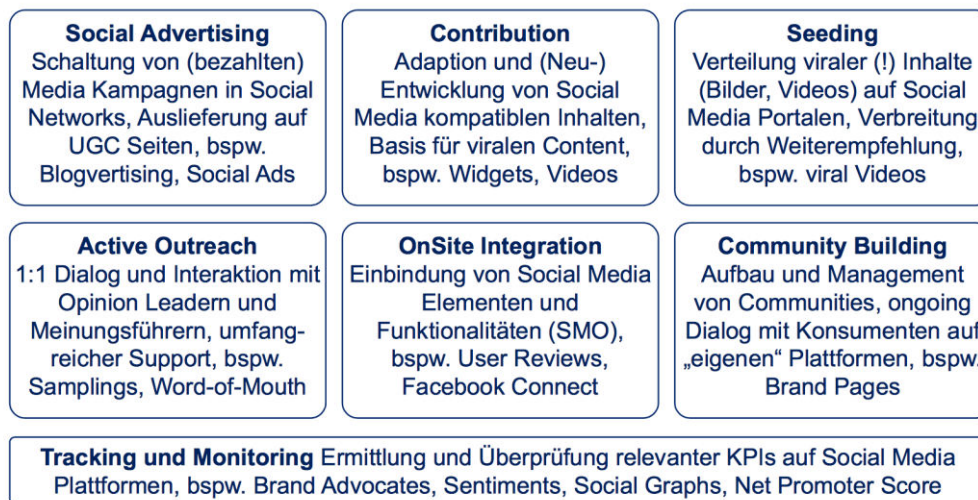 Social Advertising
Schaltung von (bezahlten)
Media Kampagnen in Social
Networks, Auslieferung auf
UGC Seiten, bspw.
Blogvertising, Social Ads
Contribution
Adaption und (Neu-)
Entwicklung von Social
Media kompatiblen Inhalten,
Basis für viralen Content,
bspw. Widgets, Videos
Seeding
Verteilung viraler (!) Inhalte
(Bilder, Videos) auf Social
Media Portalen, Verbreitung
durch Weiterempfehlung,
bspw. viral Videos
Active Outreach
1:1 Dialog und Interaktion mit
Opinion Leadern und
Meinungsführern, umfang-
reicher Support, bspw.
Samplings, Word-of-Mouth
OnSite Integration
Einbindung von Social Media
Elementen und
Funktionalitäten (SMO),
bspw. User Reviews,
Facebook Connect
Community Building
Aufbau und Management
von Communities, ongoing
Dialog mit Konsumenten auf
„eigenen“ Plattformen, bspw.
Brand Pages
Tracking und Monitoring Ermittlung und Überprüfung relevanter KPIs auf Social Media
Plattformen, bspw. Brand Advocates, Sentiments, Social Graphs, Net Promoter Score